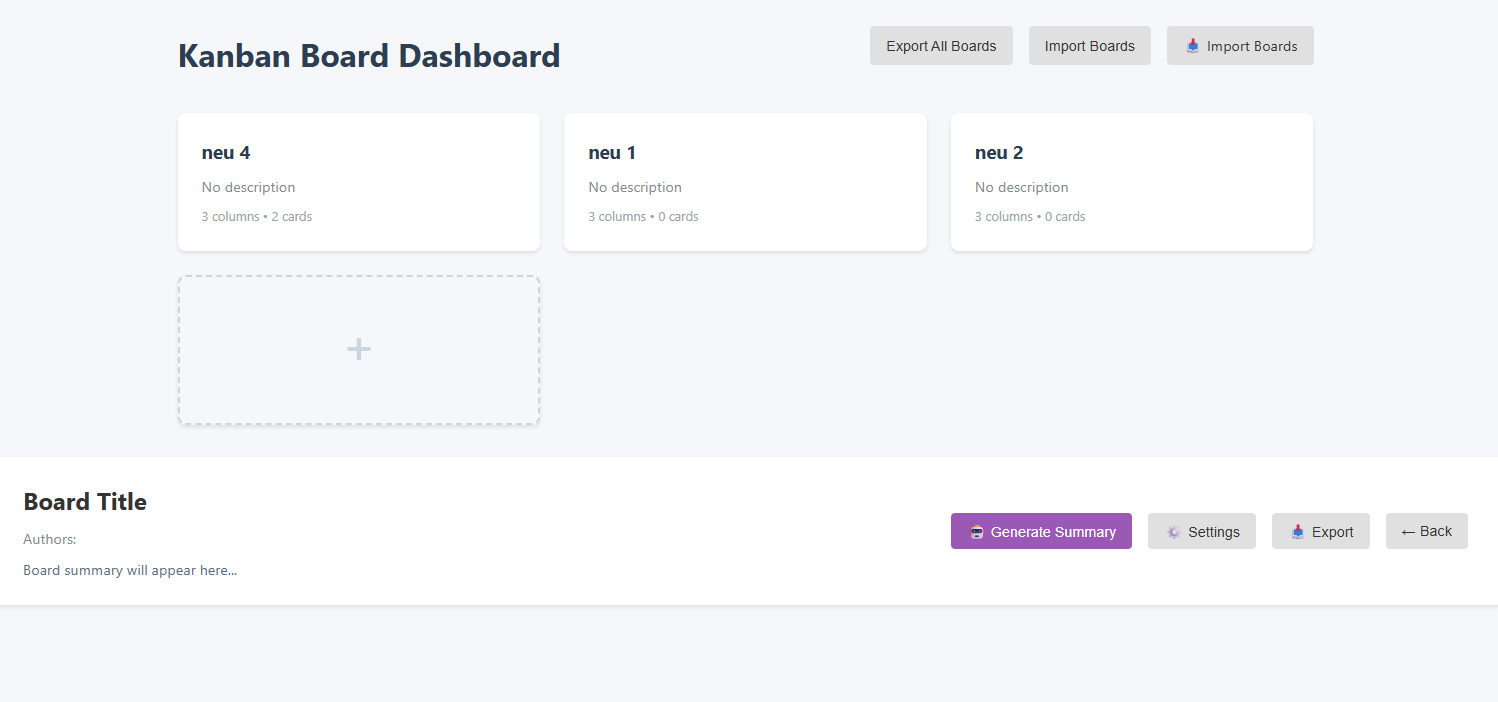 Kanban Board Dashboard
Export All Boards
Import Boards
Import Boards
neu 4
No description
3 columns • 2 cards
neu 1
No description
3 columns • 0 cards
neu 2
No description
3 columns • 0 cards
+
Board Title
Authors:
Board summary will appear here...
Generate Summary
Settings
Export
← Back